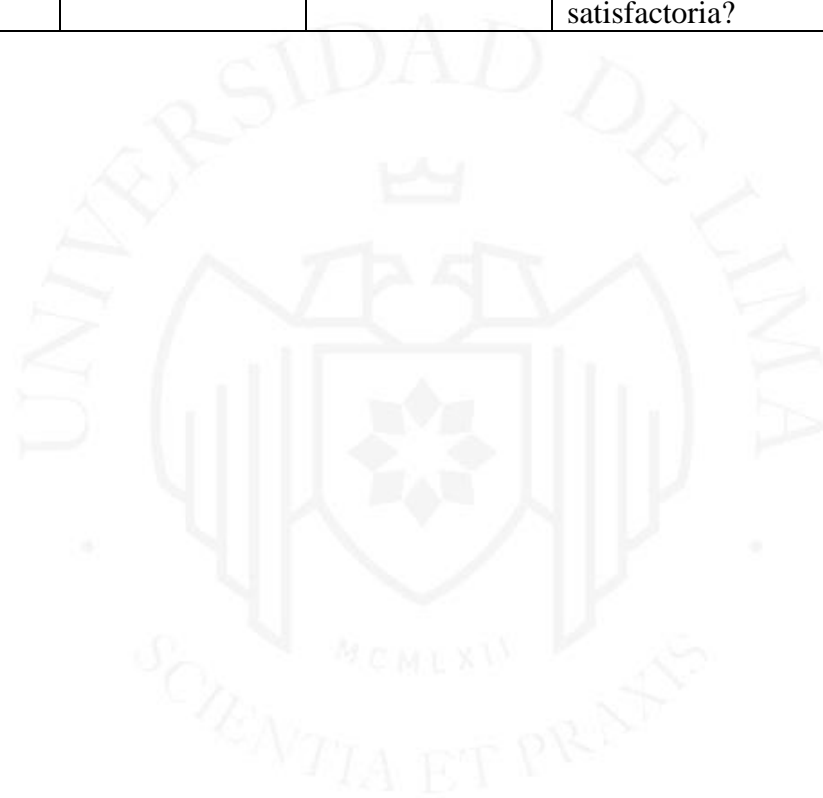 satisfactoria?
UNIVERSIDAD DE LIMA
MCMLXII
SCIENTIA ET PRAXIS